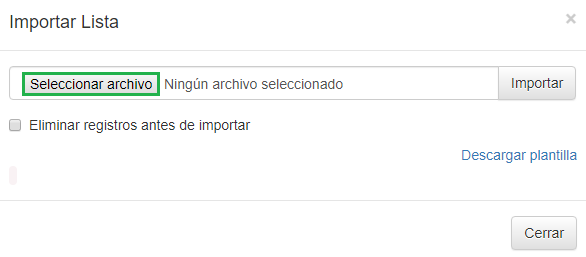 Importar Lista
×
Seleccionar archivo Ningún archivo seleccionado Importar
Eliminar registros antes de importar
Descargar plantilla
Cerrar